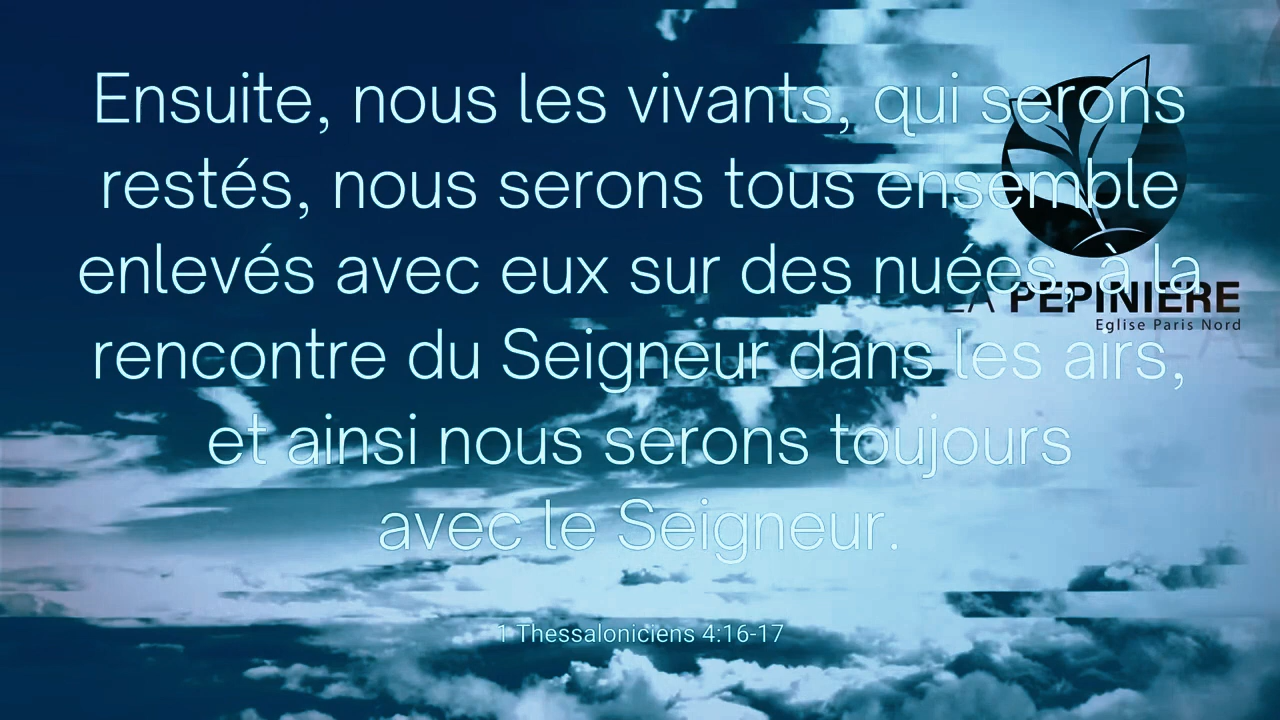 Ensuite, nous les vivants, qui serons
restés, nous serons tous ensemble
enlevés avec eux sur des nuées, à la
rencontre du Seigneur dans les airs,
et ainsi nous serons toujours
avec le Seigneur.
1 Thessaloniciens 4:16-17
LA PEPINIERE
Eglise Paris Nord